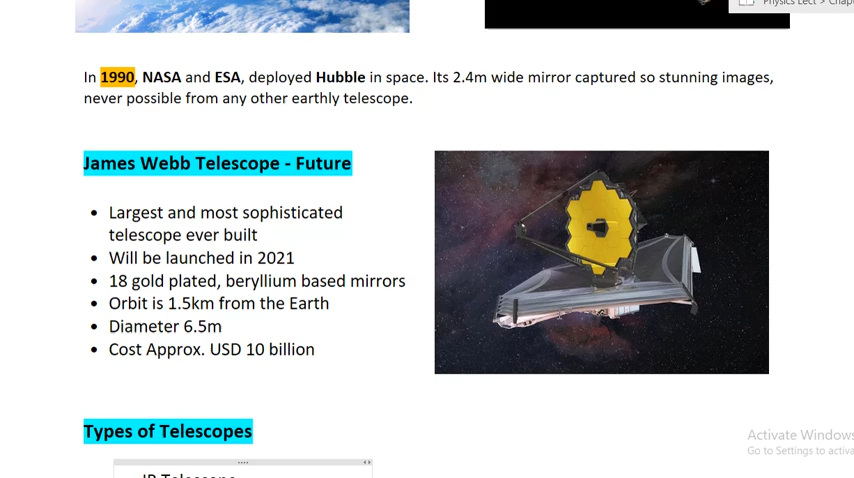 Physics Lect > Chap
In 1990, NASA and ESA, deployed Hubble in space. Its 2.4m wide mirror captured so stunning images,
never possible from any other earthly telescope.
James Webb Telescope - Future
• Largest and most sophisticated
telescope ever built
• Will be launched in 2021
• 18 gold plated, beryllium based mirrors
• Orbit is 1.5km from the Earth
• Diameter 6.5m
• Cost Approx. USD 10 billion
Types of Telescopes
IR Telescope
Activate Windows
Go to Settings to activa